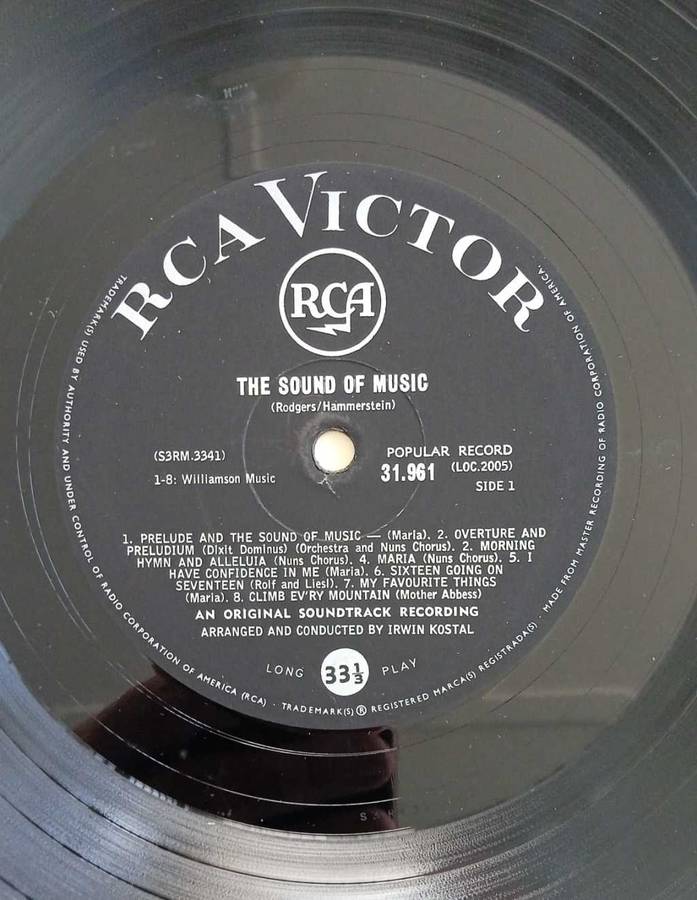 RCA VICTOR
RCA
THE SOUND OF MUSIC
(Rodgers/Hammerstein)
(S3RM.3341)
1-8: Williamson Music
POPULAR RECORD
31.961 (LOC.2005)
SIDE 1
1. PRELUDE AND THE SOUND OF MUSIC — (Maria). 2. OVERTURE AND
PRELUDIUM (Dixit Dominus) (Orchestra and Nuns Chorus). 2. MORNING
HYMN AND ALLELUIA (Nuns Chorus). 4. MARIA (Nuns Chorus). 5. I
HAVE CONFIDENCE IN ME (Maria). 6. SIXTEEN GOING ON
SEVENTEEN (Rolf and Liesl). 7. MY FAVOURITE THINGS
(Maria). 8. CLIMB EV'RY MOUNTAIN (Mother Abbess)
AN ORIGINAL SOUNDTRACK RECORDING
ARRANGED AND CONDUCTED BY IRWIN KOSTAL
LONG 33⅓ PLAY
TRADEMARK(S) USED BY AUTHORITY AND UNDER CONTROL OF RADIO CORPORATION OF AMERICA (RCA) · TRADEMARK(S) ® REGISTERED MARCA(S) REGISTRADA(S) · MADE FROM MASTER RECORDING OF RADIO CORPORATION OF AMERICA.